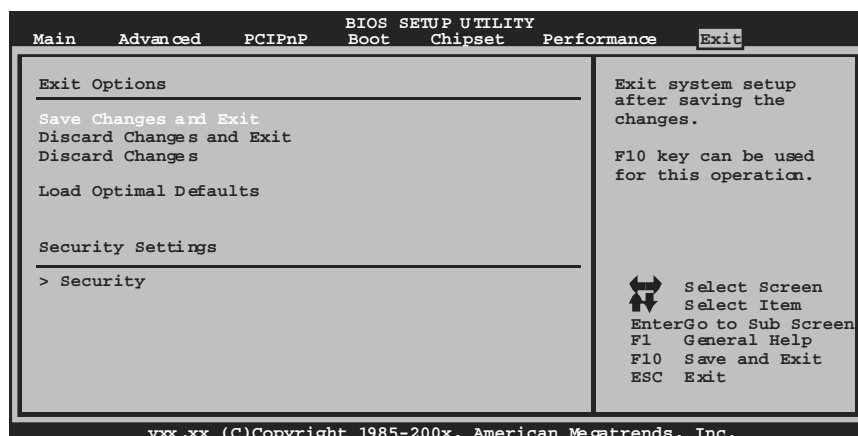 BIOS SETUP UTILITY
Main Advanced PCIPnP Boot Chipset Performance Exit
Exit Options
Save Changes and Exit
Discard Changes and Exit
Discard Changes
Load Optimal Defaults
Security Settings
> Security
Exit system setup
after saving the
changes.
F10 key can be used
for this operation.
Select Screen
Select Item
EnterGo to Sub Screen
F1 General Help
F10 Save and Exit
ESC Exit
vxx.xx (C)Copyright 1985-200x, American Megatrends, Inc.